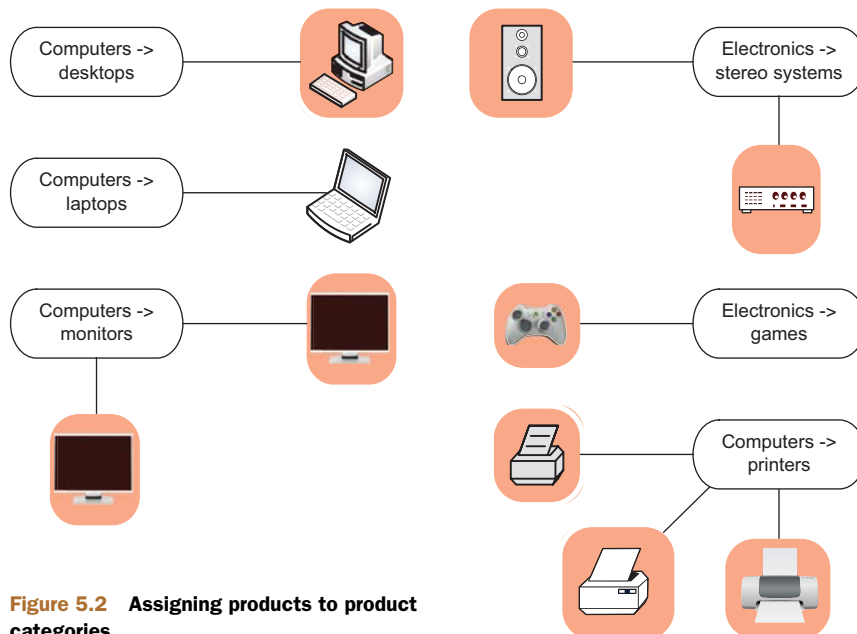 Computers ->
desktops
Electronics ->
stereo systems
Computers ->
laptops
Computers ->
monitors
Electronics ->
games
Computers ->
printers
Figure 5.2 Assigning products to product
categories